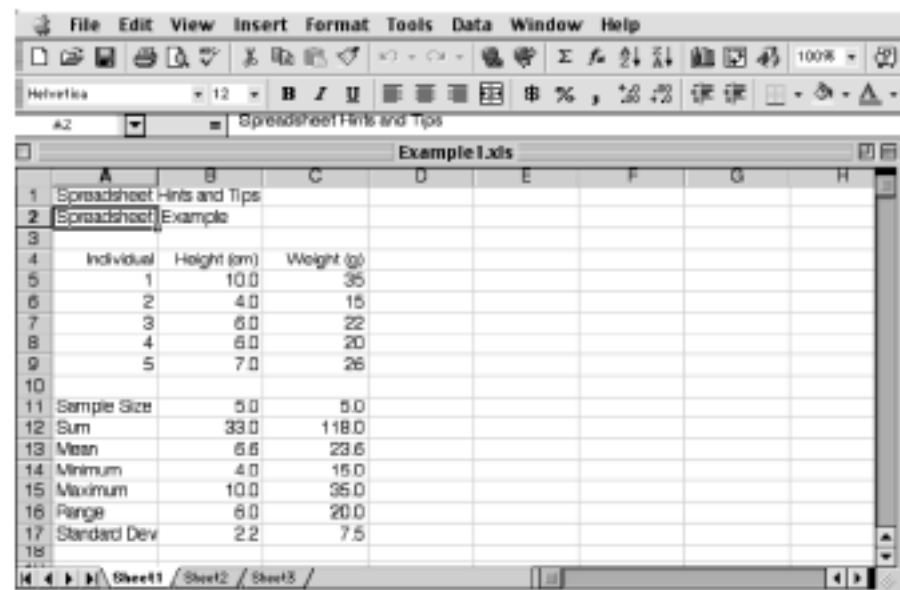 File Edit View Insert Format Tools Data Window Help
Σ 100%
Helvetica 12 B I U % ,
A2 = Spreadsheet Hints and Tips
Example1.xls
A B C D E F G H
1 Spreadsheet Hints and Tips
2 Spreadsheet Example
3
4 Individual Height (cm) Weight (g)
5 1 10.0 35
6 2 4.0 15
7 3 6.0 22
8 4 6.0 20
9 5 7.0 26
10
11 Sample Size 5.0 5.0
12 Sum 33.0 118.0
13 Mean 6.6 23.6
14 Minimum 4.0 15.0
15 Maximum 10.0 35.0
16 Range 6.0 20.0
17 Standard Dev 2.2 7.5
18
Sheet1 Sheet2 Sheet3